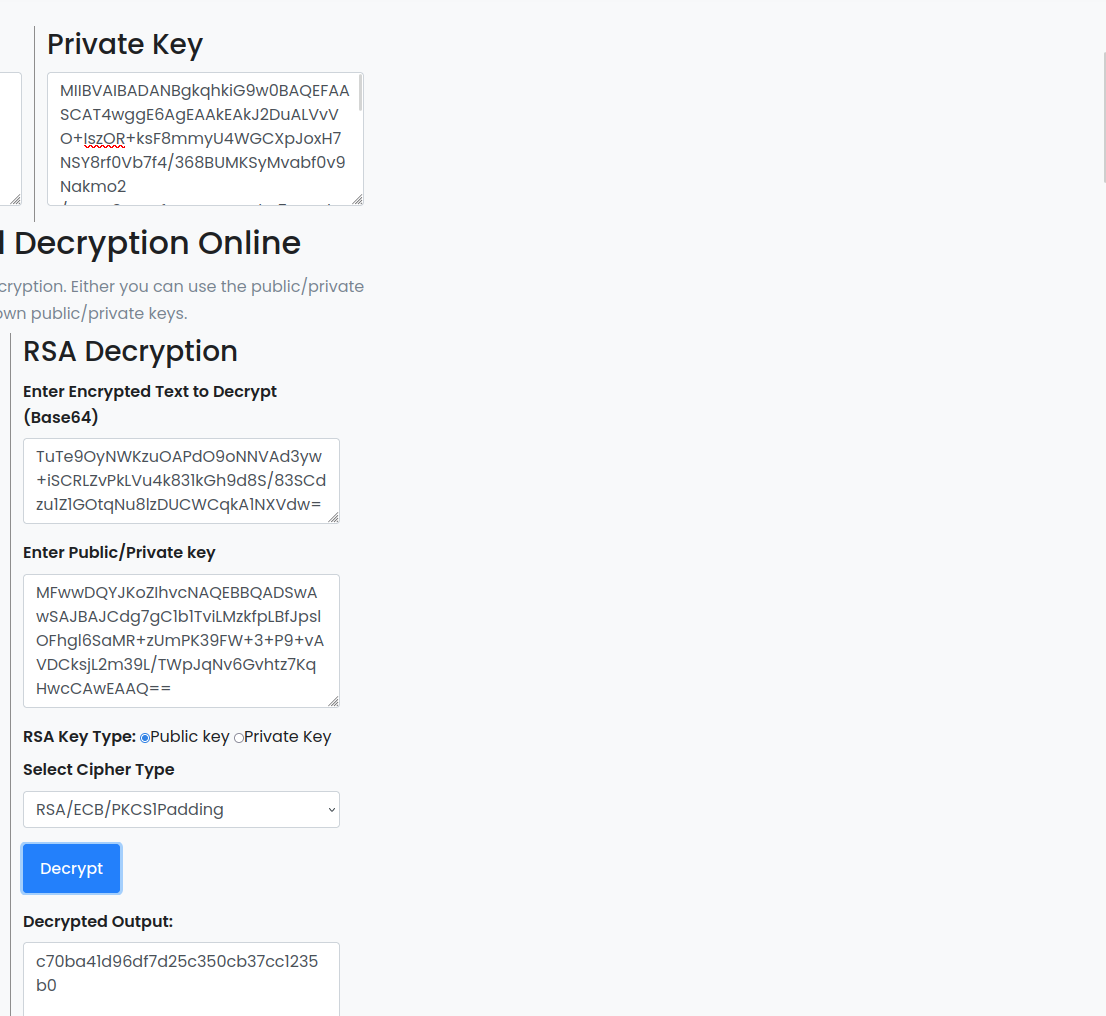 Private Key
MIIBVAIBADANBgkqhkiG9w0BAQEFAA
SCAT4wggE6AgEAAkEAkJ2DuALVvV
O+IszOR+ksF8mmyU4WGCXpJoxH7
NSY8rf0Vb7f4/368BUMKSyMvabf0v9
Nakmo2
Decryption Online
cryption. Either you can use the public/private
own public/private keys.
RSA Decryption
Enter Encrypted Text to Decrypt
(Base64)
TuTe9OyNWKzuOAPdO9oNNVAd3yw
+iSCRLZvPkLVu4k831kGh9d8S/83SCd
zu1Z1GOtqNu8lzDUCWCqkA1NXVdw=
Enter Public/Private key
MFwwDQYJKoZIhvcNAQEBBQADSwA
wSAJBAJCdg7gC1b1TviLMzkfpLBfJpsl
OFhgl6SaMR+zUmPK39FW+3+P9+vA
VDCksjL2m39L/TWpJqNv6Gvhtz7Kq
HwcCAwEAAQ==
RSA Key Type: Public key Private Key
Select Cipher Type
RSA/ECB/PKCS1Padding
Decrypt
Decrypted Output:
c70ba41d96df7d25c350cb37cc1235
b0